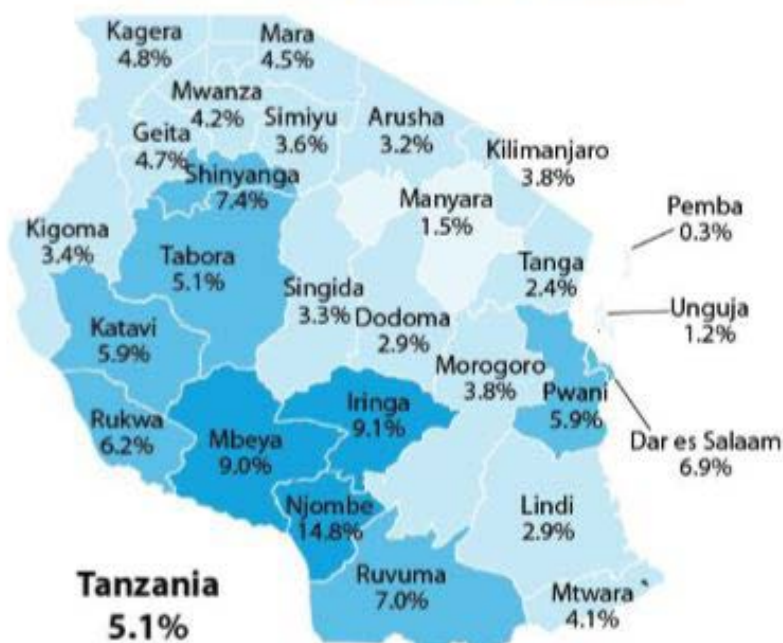 Kagera
4.8%
Mara
4.5%
Mwanza
4.2%
Geita
4.7%
Simiyu
3.6%
Arusha
3.2%
Kilimanjaro
3.8%
Shinyanga
7.4%
Manyara
1.5%
Pemba
0.3%
Kigoma
3.4%
Tabora
5.1%
Singida
3.3%
Tanga
2.4%
Unguja
1.2%
Katavi
5.9%
Dodoma
2.9%
Morogoro
3.8%
Pwani
5.9%
Rukwa
6.2%
Mbeya
9.0%
Iringa
9.1%
Dar es Salaam
6.9%
Njombe
14.8%
Lindi
2.9%
Ruvuma
7.0%
Mtwara
4.1%
Tanzania
5.1%